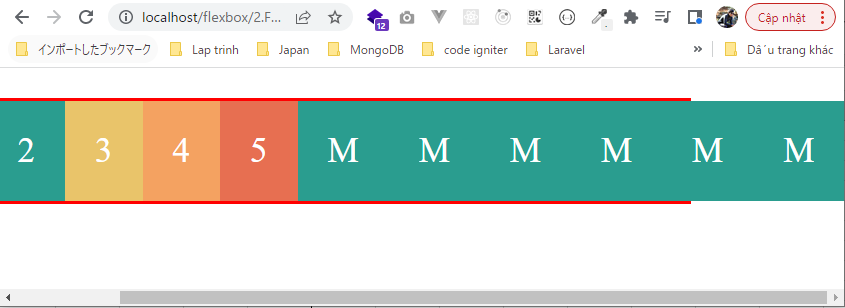 localhost/flexbox/2.F...
12
Cập nhật
インポートしたブックマーク
Lap trinh
Japan
MongoDB
code igniter
Laravel
»
Dấu trang khác
2 3 4 5 M M M M M M